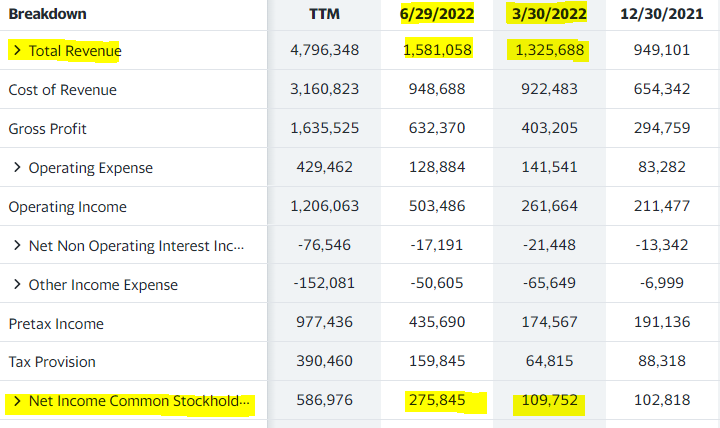 Breakdown TTM 6/29/2022 3/30/2022 12/30/2021
> Total Revenue 4,796,348 1,581,058 1,325,688 949,101
Cost of Revenue 3,160,823 948,688 922,483 654,342
Gross Profit 1,635,525 632,370 403,205 294,759
> Operating Expense 429,462 128,884 141,541 83,282
Operating Income 1,206,063 503,486 261,664 211,477
> Net Non Operating Interest Inc... -76,546 -17,191 -21,448 -13,342
> Other Income Expense -152,081 -50,605 -65,649 -6,999
Pretax Income 977,436 435,690 174,567 191,136
Tax Provision 390,460 159,845 64,815 88,318
> Net Income Common Stockhold... 586,976 275,845 109,752 102,818